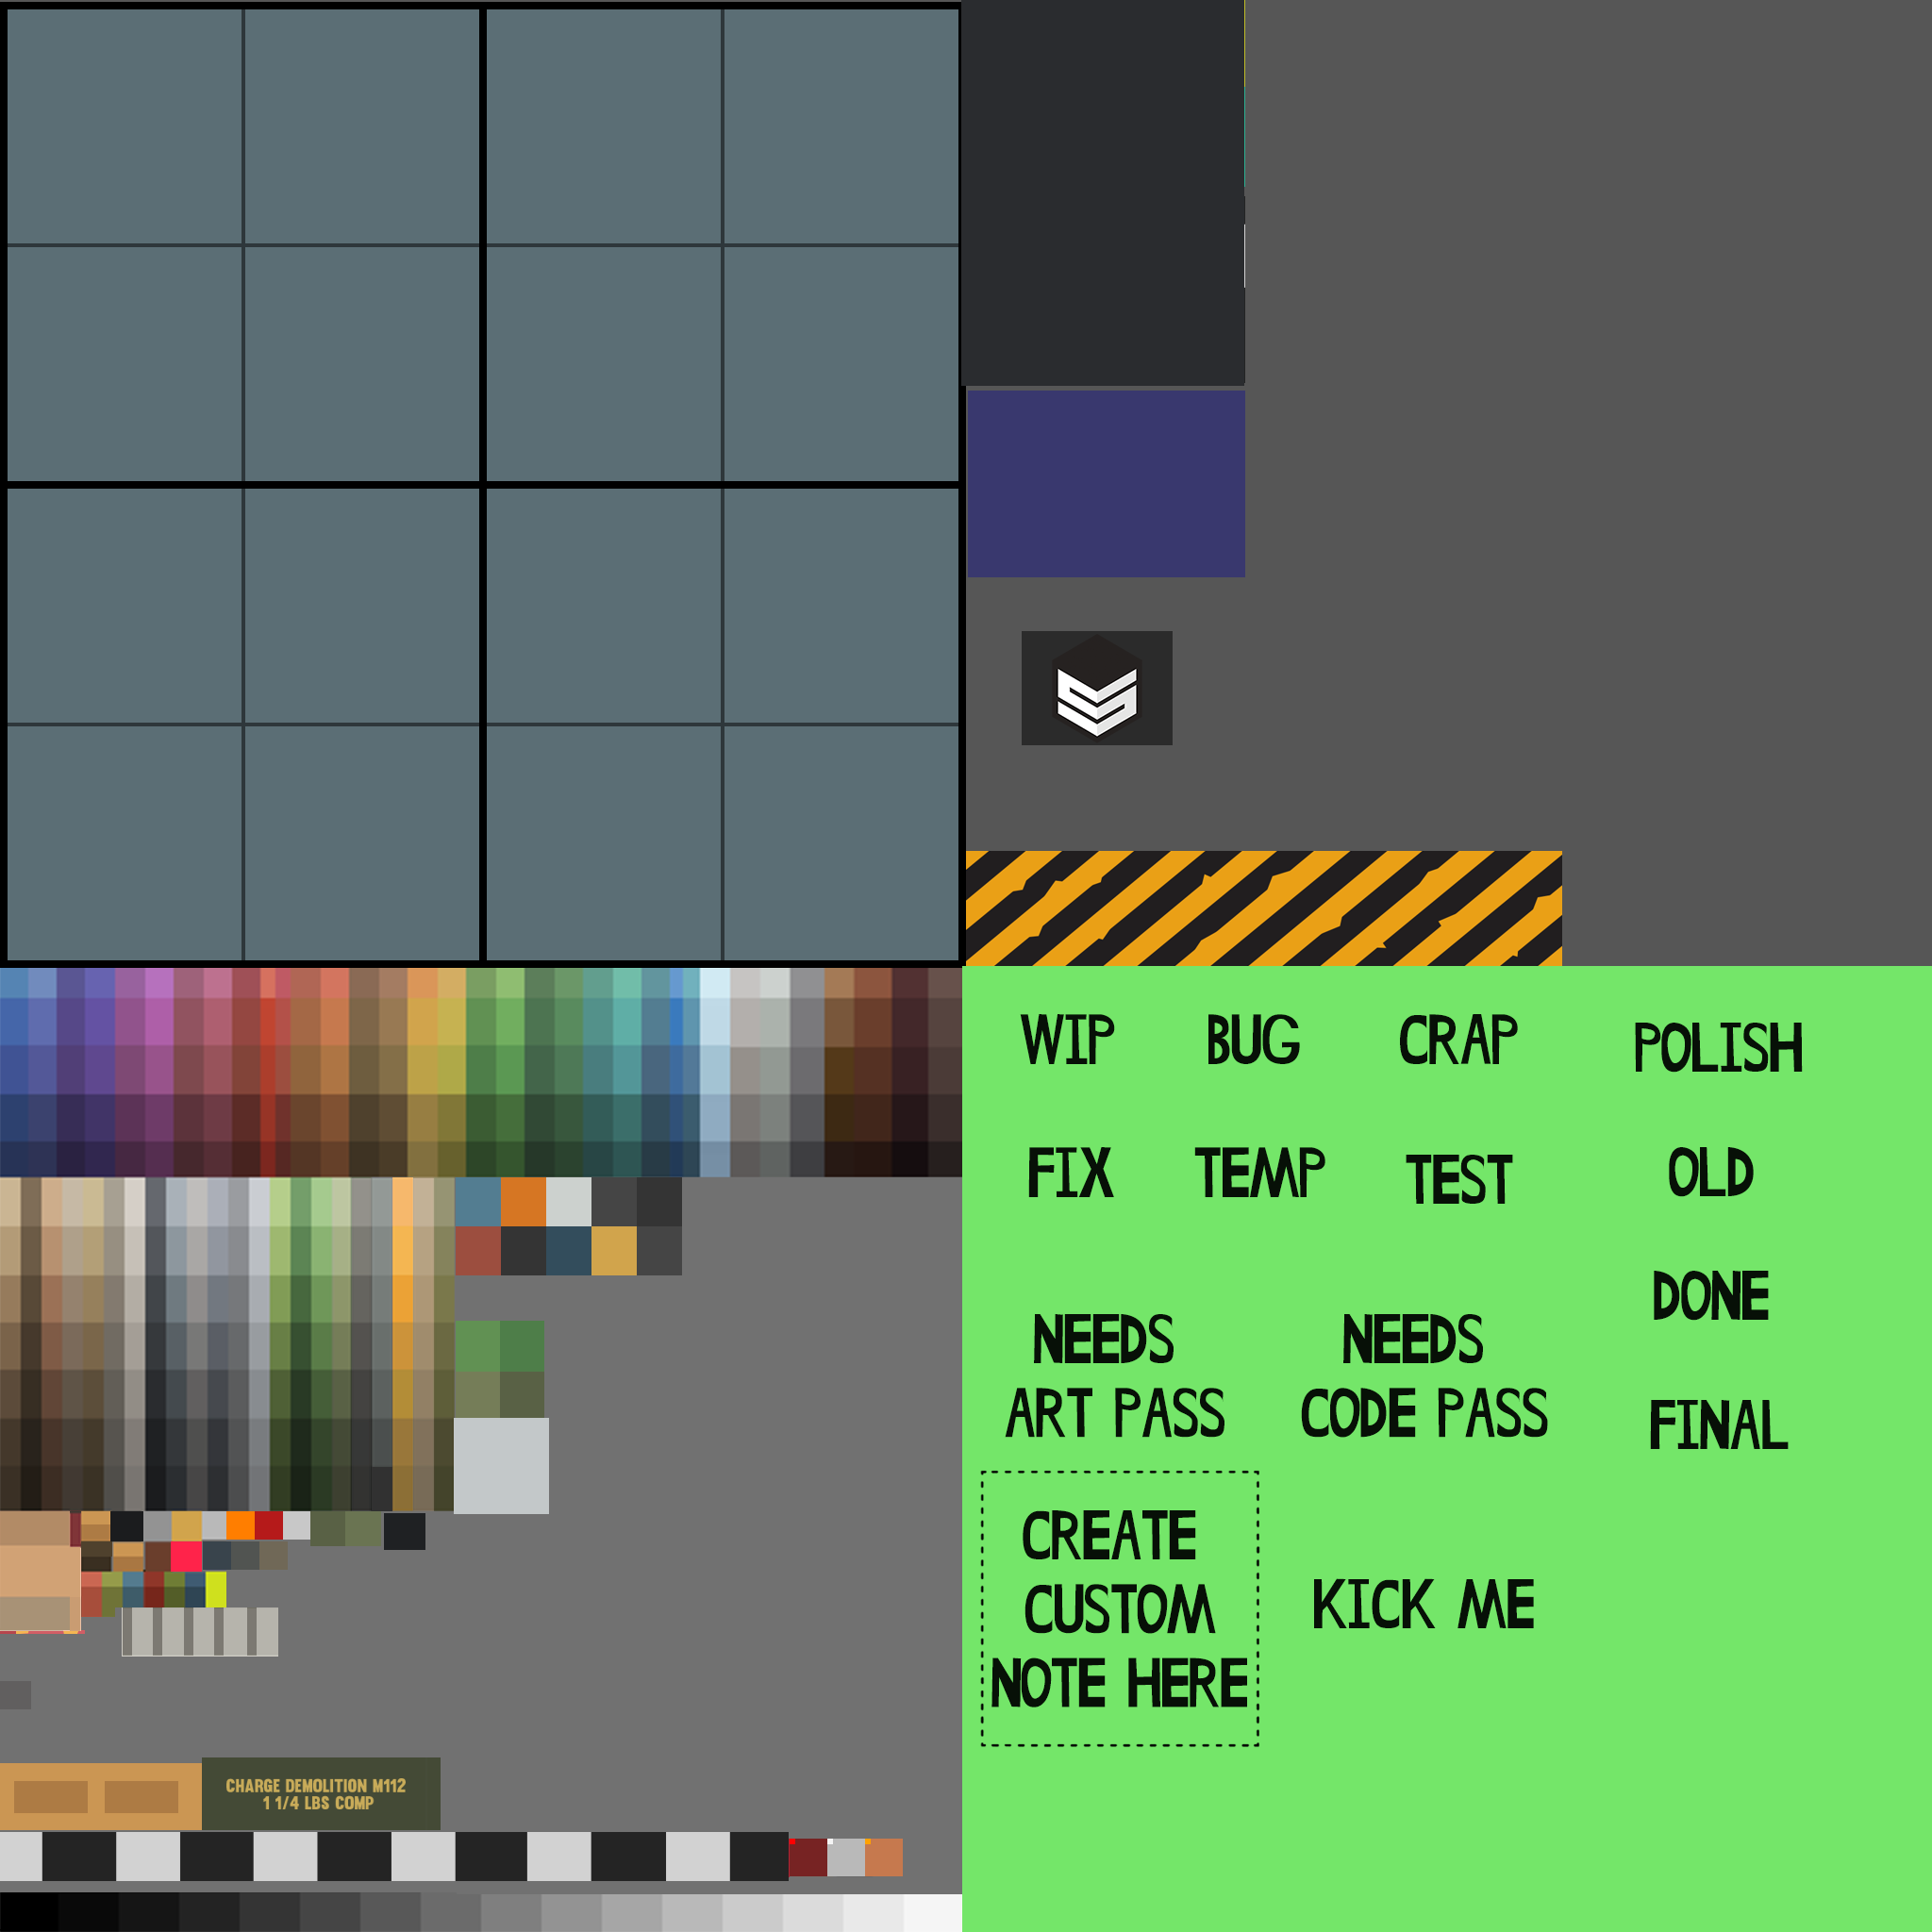 WIP BUG CRAP POLISH
FIX TEMP TEST OLD
DONE
NEEDS
ART PASS
NEEDS
CODE PASS
FINAL
CREATE
CUSTOM
NOTE HERE
KICK ME
CHARGE DEMOLITION M112
1 1/4 LBS COMP